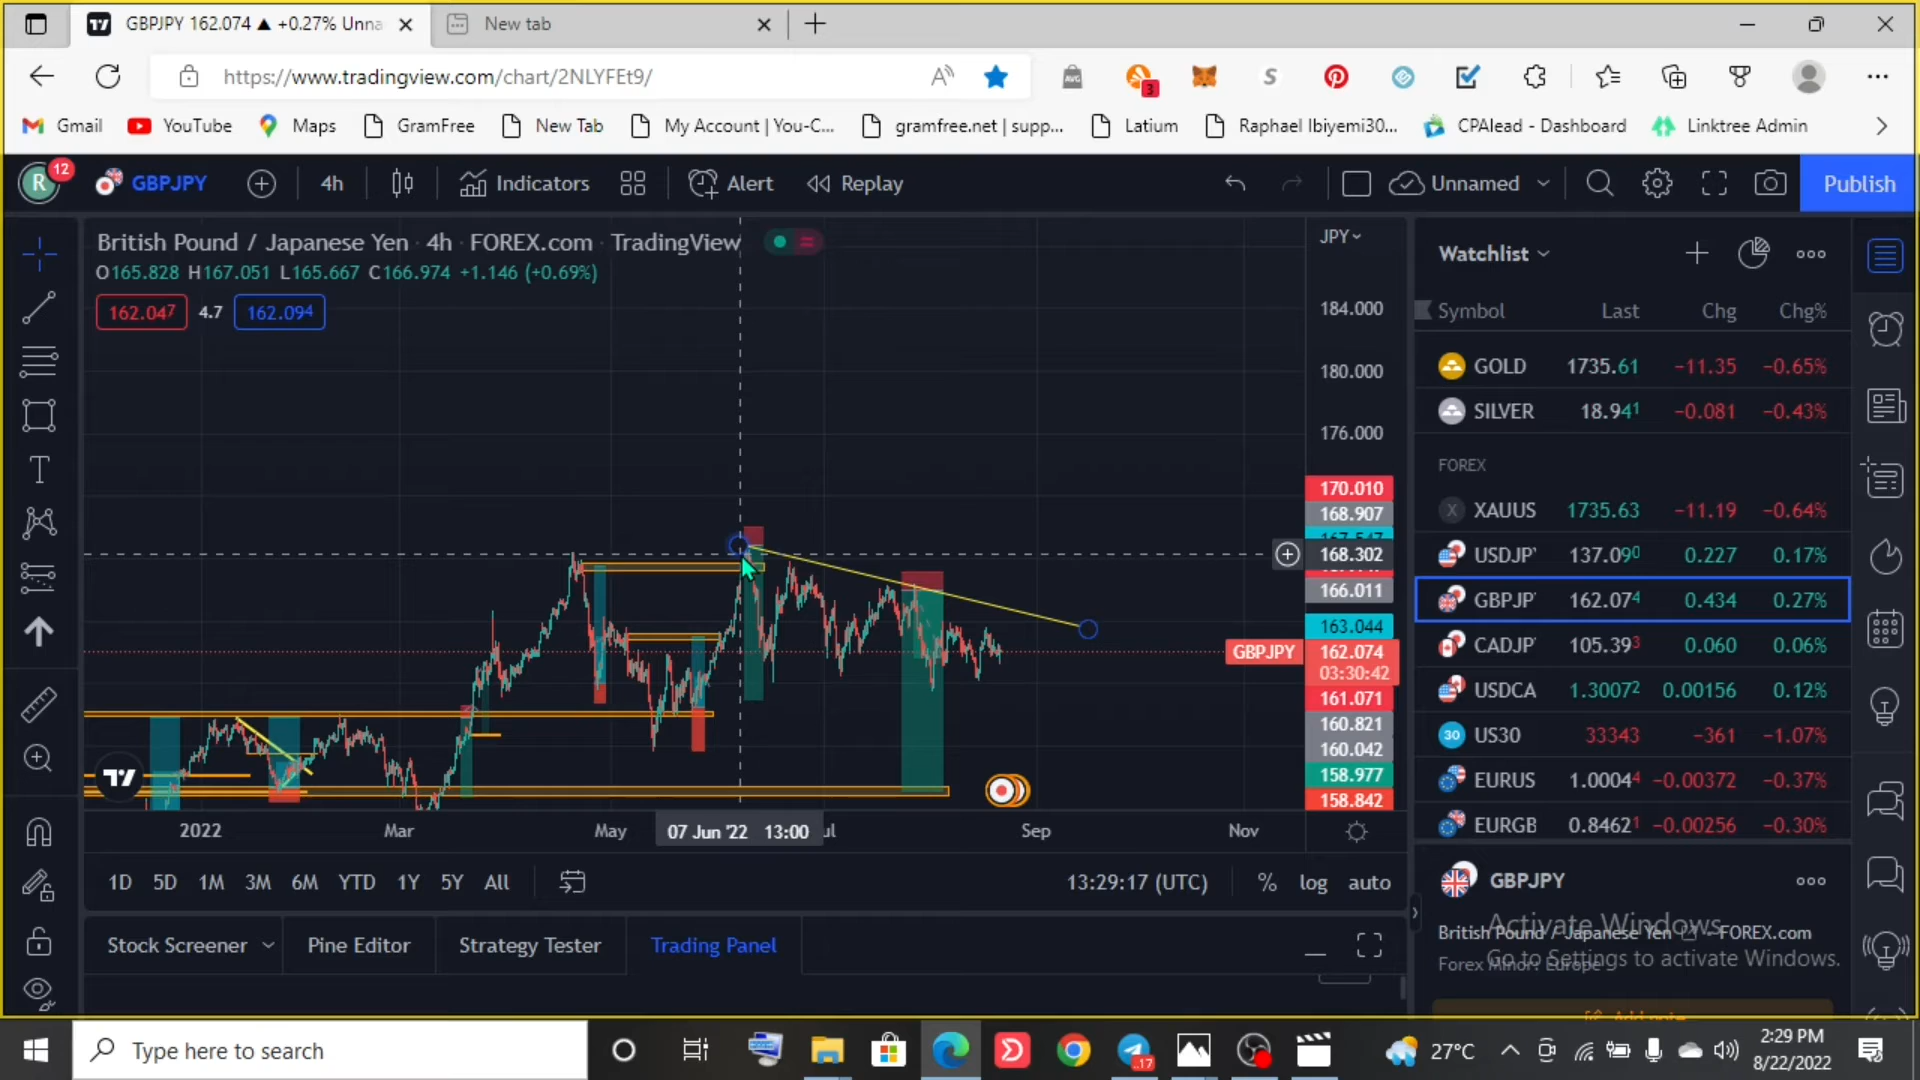 GBPJPY 162.074 ▲ +0.27% Unna
New tab
https://www.tradingview.com/chart/2NLYFEt9/
A
AVG
3
S
Gmail
YouTube
Maps
GramFree
New Tab
My Account | You-C...
gramfree.net | supp...
Latium
Raphael Ibiyemi30...
CPAlead - Dashboard
Linktree Admin
R
12
GBPJPY
4h
Indicators
Alert
Replay
Unnamed
Publish
British Pound / Japanese Yen · 4h · FOREX.com · TradingView
O165.828 H167.051 L165.667 C166.974 +1.146 (+0.69%)
162.047
4.7
162.094
JPY
184.000
180.000
176.000
170.010
168.907
168.302
166.011
163.044
GBPJPY 162.074
03:30:42
161.071
160.821
160.042
158.977
158.842
2022
Mar
May
07 Jun '22 13:00
ul
Sep
Nov
1D 5D 1M 3M 6M YTD 1Y 5Y All
13:29:17 (UTC)
% log auto
Stock Screener
Pine Editor
Strategy Tester
Trading Panel
Watchlist
Symbol Last Chg Chg%
GOLD 1735.61 −11.35 −0.65%
SILVER 18.941 −0.081 −0.43%
FOREX
X XAUUS 1735.63 −11.19 −0.64%
USDJP 137.090 0.227 0.17%
GBPJP 162.074 0.434 0.27%
CADJP 105.393 0.060 0.06%
USDCA 1.30072 0.00156 0.12%
30 US30 33343 −361 −1.07%
EURUS 1.00044 −0.00372 −0.37%
EURGB 0.84621 −0.00256 −0.30%
GBPJPY
British Pound / Japanese Yen FOREX.com
Forex Minor: Europe
Activate Windows
Go to Settings to activate Windows.
Type here to search
17
27°C
2:29 PM
8/22/2022